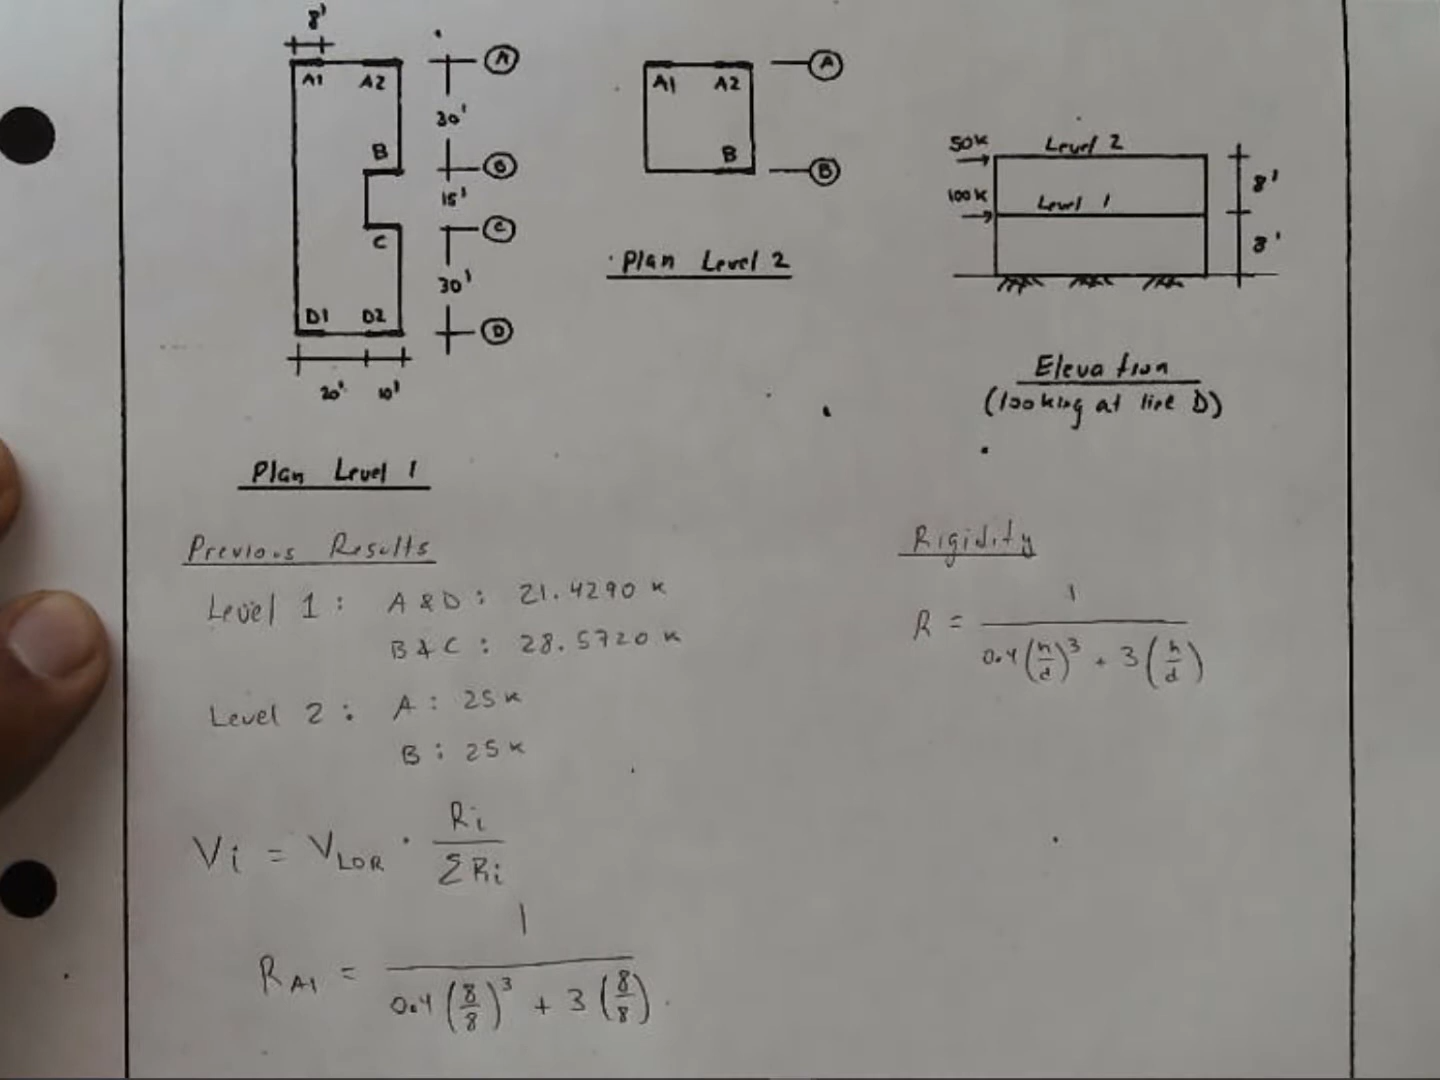 8'
A1 A2
B
C
D1 D2
20' 10'
A
30'
B
15'
C
30'
D
Plan Level 1
A1 A2
B
A
B
Plan Level 2
50k Level 2
8'
100k Level 1
8'
Elevation
(looking at line D)
Previous Results
Level 1: A & D: 21.4290 k
B & C: 28.5720 k
Level 2: A: 25 k
B: 25 k
Rigidity
R = 1 / (0.4 (h/d)^3 + 3 (h/d))
Vi = VLOR · Ri / ΣRi
RA1 = 1 / (0.4 (8/8)^3 + 3 (8/8))